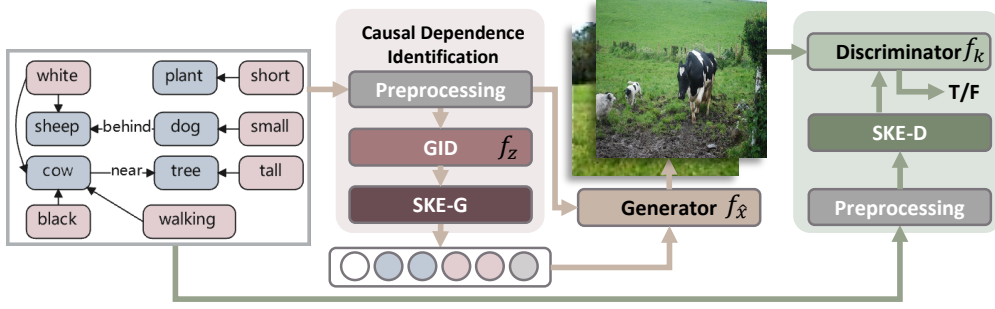 white
plant
short
sheep
behind
dog
small
cow
near
tree
tall
black
walking
Causal Dependence
Identification
Preprocessing
GID f_z
SKE-G
Generator f_x̂
Discriminator f_k
T/F
SKE-D
Preprocessing